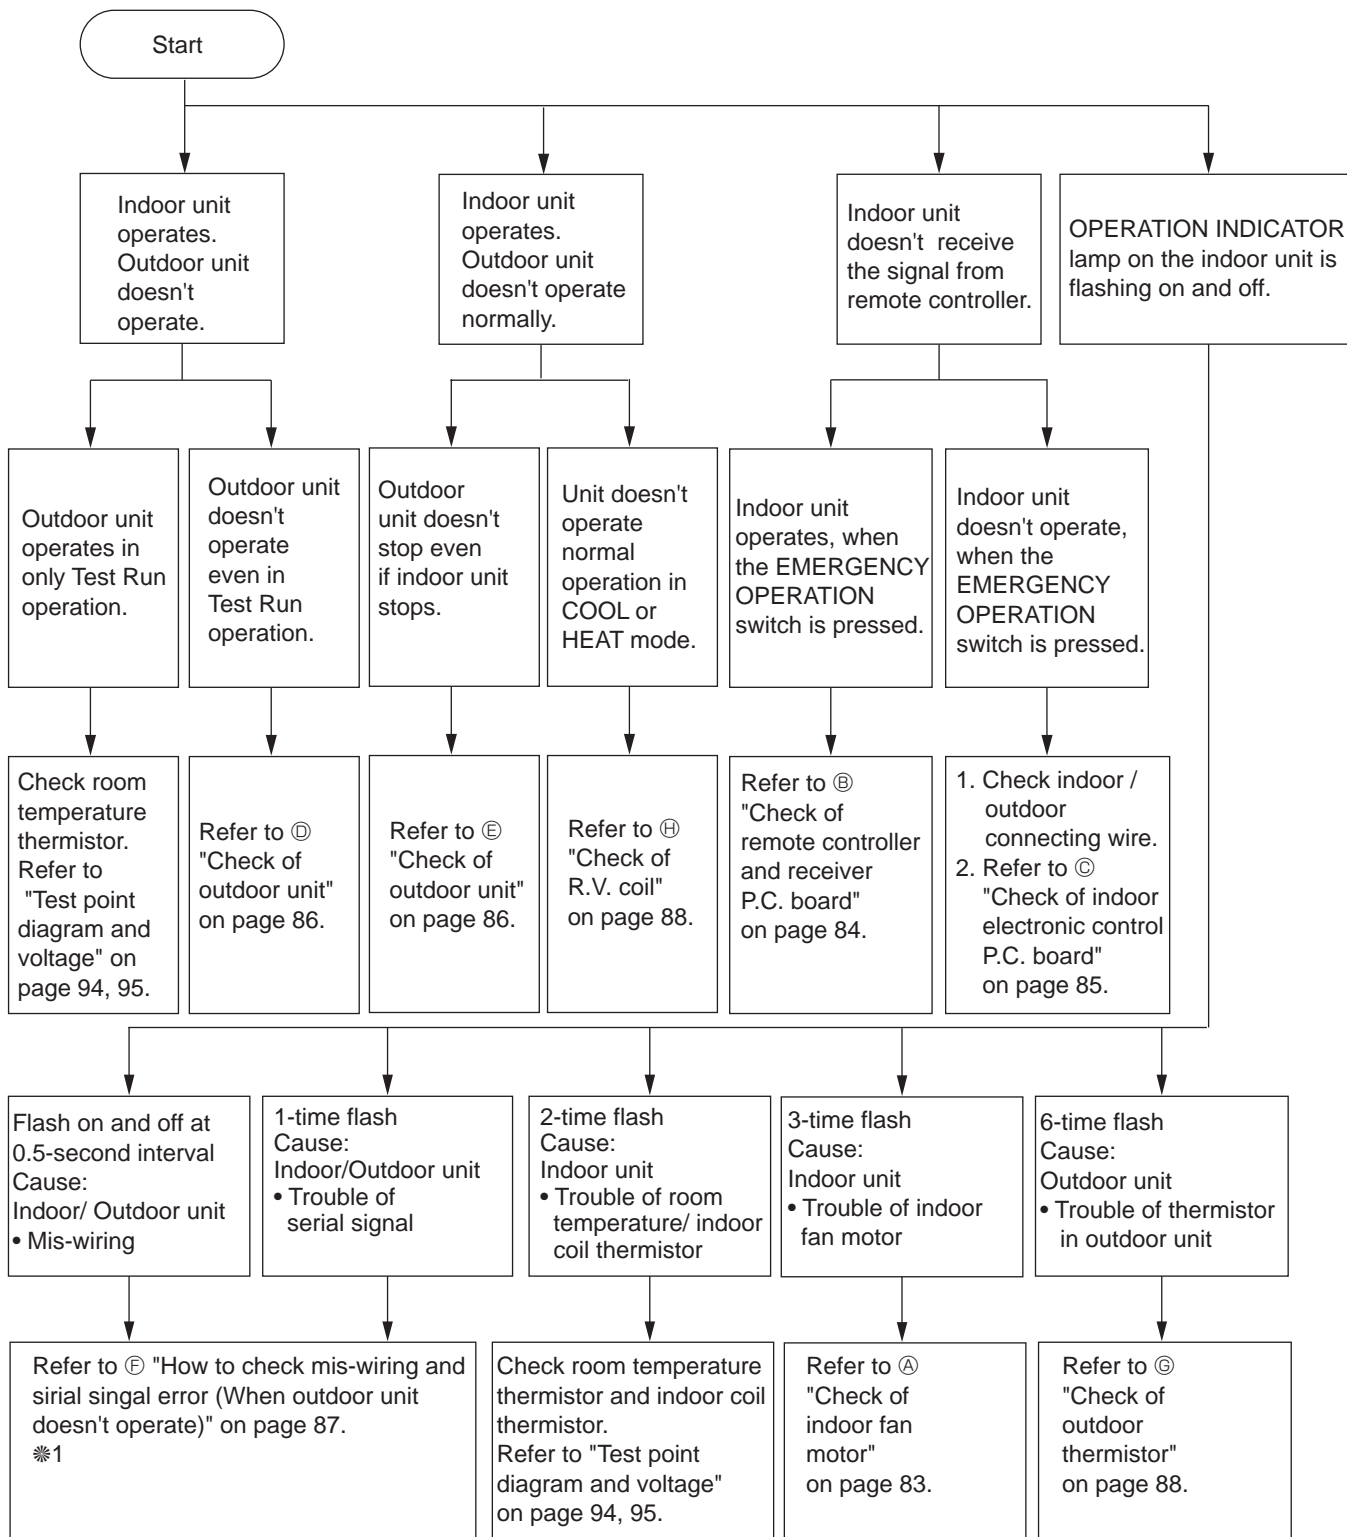 Start
Indoor unit
operates.
Outdoor unit
doesn't
operate.
Indoor unit
operates.
Outdoor unit
doesn't operate
normally.
Indoor unit
doesn't receive
the signal from
remote controller.
OPERATION INDICATOR
lamp on the indoor unit is
flashing on and off.
Outdoor unit
operates in
only Test Run
operation.
Outdoor unit
doesn't
operate
even in
Test Run
operation.
Outdoor
unit doesn't
stop even
if indoor unit
stops.
Unit doesn't
operate
normal
operation in
COOL or
HEAT mode.
Indoor unit
operates, when
the EMERGENCY
OPERATION
switch is pressed.
Indoor unit
doesn't operate,
when the
EMERGENCY
OPERATION
switch is pressed.
Check room
temperature
thermistor.
Refer to
"Test point
diagram and
voltage" on
page 94, 95.
Refer to Ⓓ
"Check of
outdoor unit"
on page 86.
Refer to Ⓔ
"Check of
outdoor unit"
on page 86.
Refer to Ⓗ
"Check of
R.V. coil"
on page 88.
Refer to Ⓑ
"Check of
remote controller
and receiver
P.C. board"
on page 84.
1. Check indoor /
outdoor
connecting wire.
2. Refer to Ⓒ
"Check of indoor
electronic control
P.C. board"
on page 85.
Flash on and off at
0.5-second interval
Cause:
Indoor/ Outdoor unit
• Mis-wiring
1-time flash
Cause:
Indoor/Outdoor unit
• Trouble of
serial signal
2-time flash
Cause:
Indoor unit
• Trouble of room
temperature/ indoor
coil thermistor
3-time flash
Cause:
Indoor unit
• Trouble of indoor
fan motor
6-time flash
Cause:
Outdoor unit
• Trouble of thermistor
in outdoor unit
Refer to Ⓕ "How to check mis-wiring and
sirial singal error (When outdoor unit
doesn't operate)" on page 87.
❋1
Check room temperature
thermistor and indoor coil
thermistor.
Refer to "Test point
diagram and voltage"
on page 94, 95.
Refer to Ⓐ
"Check of
indoor fan
motor"
on page 83.
Refer to Ⓖ
"Check of
outdoor
thermistor"
on page 88.